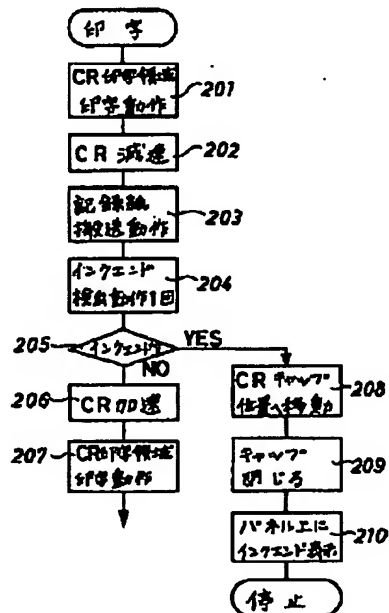 印字
CR印字領域
印字動作
201
CR 減速
202
記録紙
搬送動作
203
インクエンド
検出動作1回
204
205
インクエンド?
YES
NO
206
CR加速
207
CR印字領域
印字動作
CR キャップ
位置へ移動
208
キャップ
閉じる
209
パネル上に
インクエンド表示
210
停止